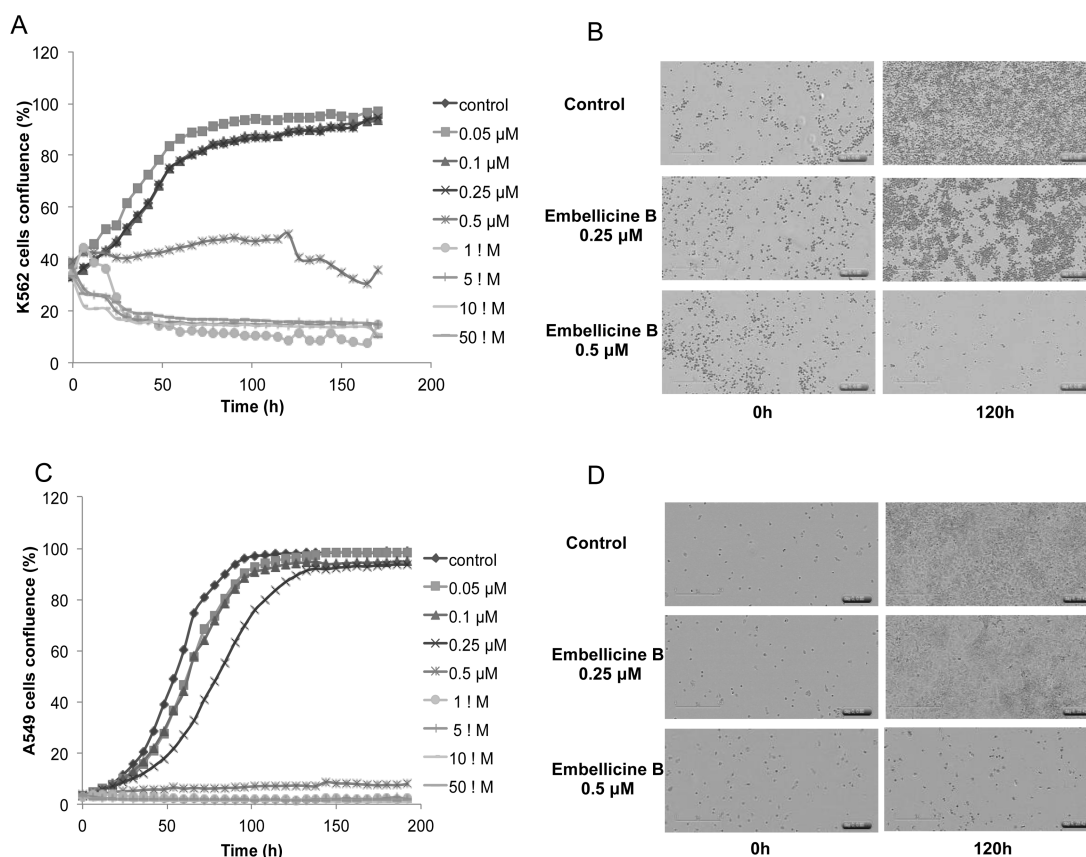 A
K562 cells confluence (%)
120
100
80
60
40
20
0
0 50 100 150 200
Time (h)
control
0.05 µM
0.1 µM
0.25 µM
0.5 µM
1 ! M
5 ! M
10 ! M
50 ! M
B
Control
Embellicine B
0.25 µM
Embellicine B
0.5 µM
0h 120h
C
A549 cells confluence (%)
120
100
80
60
40
20
0
0 50 100 150 200
Time (h)
control
0.05 µM
0.1 µM
0.25 µM
0.5 µM
1 ! M
5 ! M
10 ! M
50 ! M
D
Control
Embellicine B
0.25 µM
Embellicine B
0.5 µM
0h 120h